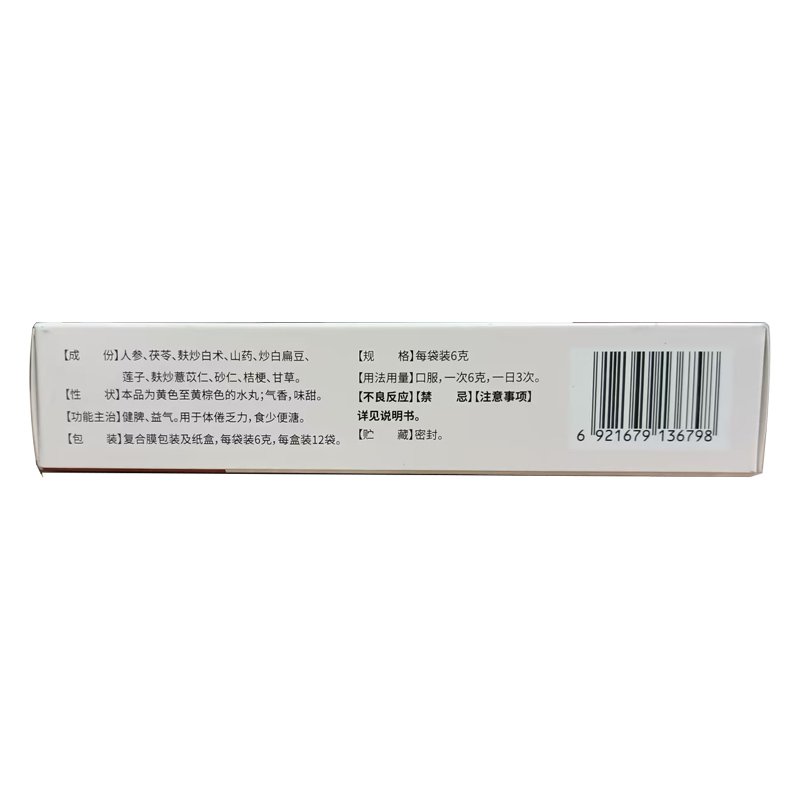 【成 份】人参、茯苓、麸炒白术、山药、炒白扁豆、
莲子、麸炒薏苡仁、砂仁、桔梗、甘草。
【性 状】本品为黄色至黄棕色的水丸；气香，味甜。
【功能主治】健脾、益气。用于体倦乏力，食少便溏。
【包 装】复合膜包装及纸盒，每袋装6克，每盒装12袋。
【规 格】每袋装6克
【用法用量】口服，一次6克，一日3次。
【不良反应】【禁 忌】【注意事项】
详见说明书。
【贮 藏】密封。
6 921679 136798